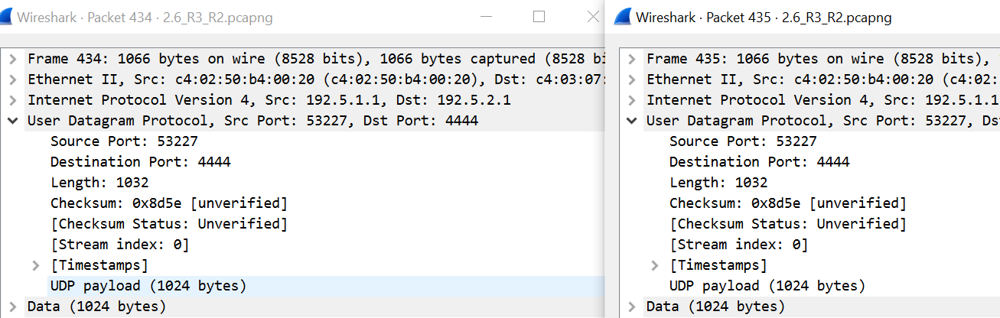 Wireshark · Packet 434 · 2.6_R3_R2.pcapng
Frame 434: 1066 bytes on wire (8528 bits), 1066 bytes captured (8528 bi
Ethernet II, Src: c4:02:50:b4:00:20 (c4:02:50:b4:00:20), Dst: c4:03:07:
Internet Protocol Version 4, Src: 192.5.1.1, Dst: 192.5.2.1
User Datagram Protocol, Src Port: 53227, Dst Port: 4444
Source Port: 53227
Destination Port: 4444
Length: 1032
Checksum: 0x8d5e [unverified]
[Checksum Status: Unverified]
[Stream index: 0]
[Timestamps]
UDP payload (1024 bytes)
Data (1024 bytes)
Wireshark · Packet 435 · 2.6_R3_R2.pcapng
Frame 435: 1066 bytes on wire (8528 bits),
Ethernet II, Src: c4:02:50:b4:00:20 (c4:02:
Internet Protocol Version 4, Src: 192.5.1.1
User Datagram Protocol, Src Port: 53227, Ds
Source Port: 53227
Destination Port: 4444
Length: 1032
Checksum: 0x8d5e [unverified]
[Checksum Status: Unverified]
[Stream index: 0]
[Timestamps]
UDP payload (1024 bytes)
Data (1024 bytes)